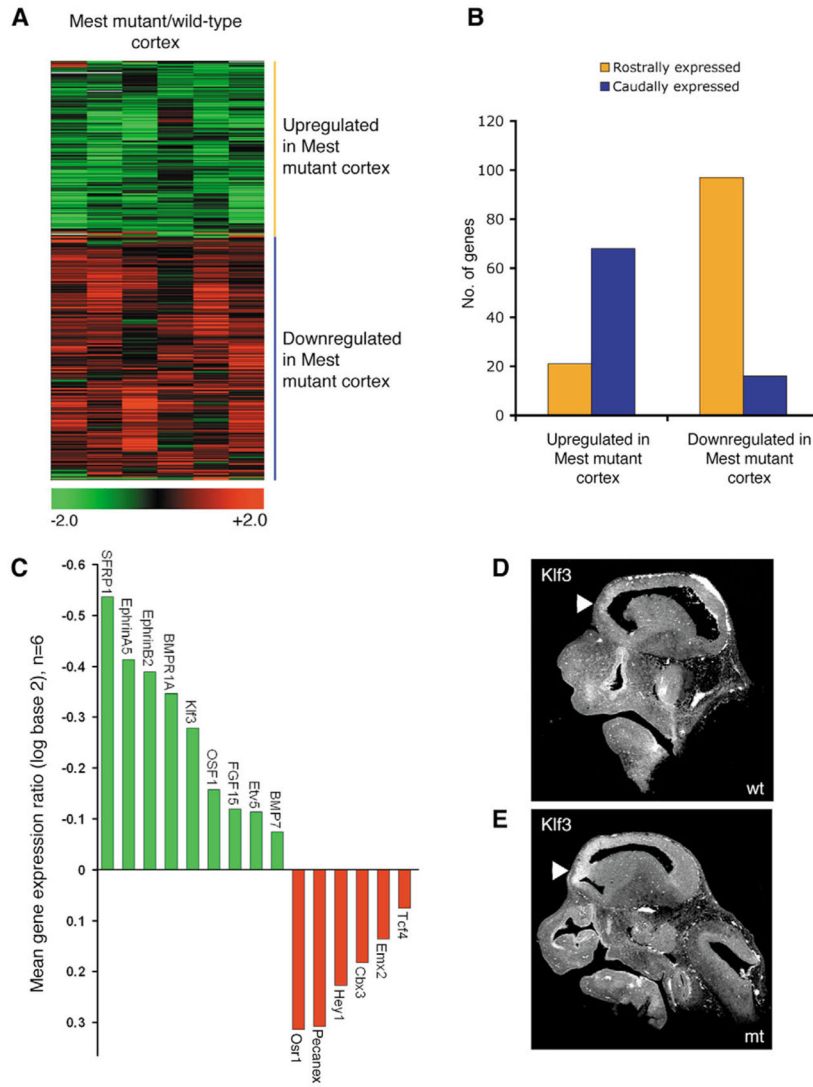 A
Mest mutant/wild-type
cortex
Upregulated
in Mest
mutant cortex
Downregulated
in Mest
mutant cortex
-2.0
+2.0
B
Rostrally expressed
Caudally expressed
No. of genes
120
100
80
60
40
20
0
Upregulated in
Mest mutant
cortex
Downregulated in
Mest mutant
cortex
C
Mean gene expression ratio (log base 2), n=6
-0.6
-0.5
-0.4
-0.3
-0.2
-0.1
0
0.1
0.2
0.3
SFRP1
EphrinA5
EphrinB2
BMPR1A
Klf3
OSF1
FGF15
Etv5
BMP7
Osr1
Pecanex
Hey1
Cbx3
Emx2
Tcf4
D
Klf3
wt
E
Klf3
mt